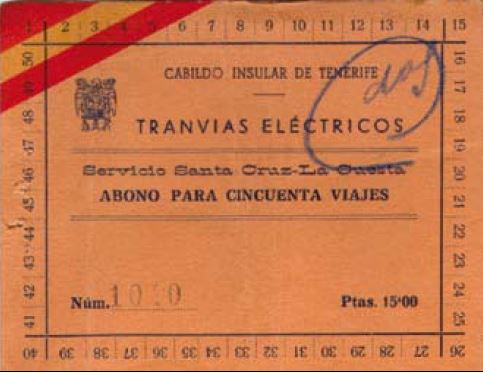 1 2 3 4 5 6 7 8 9 10 11 12 13 14 15
CABILDO INSULAR DE TENERIFE
dos
TRANVIAS ELÉCTRICOS
Servicio Santa Cruz-La Cuesta
ABONO PARA CINCUENTA VIAJES
Núm. 1010
Ptas. 15'00
16 17 18 19 20 21 22 23 24 25
26 27 28 29 30 31 32 33 34 35 36 37 38 39 40
41 42 43 44 45 46 47 48 49 50